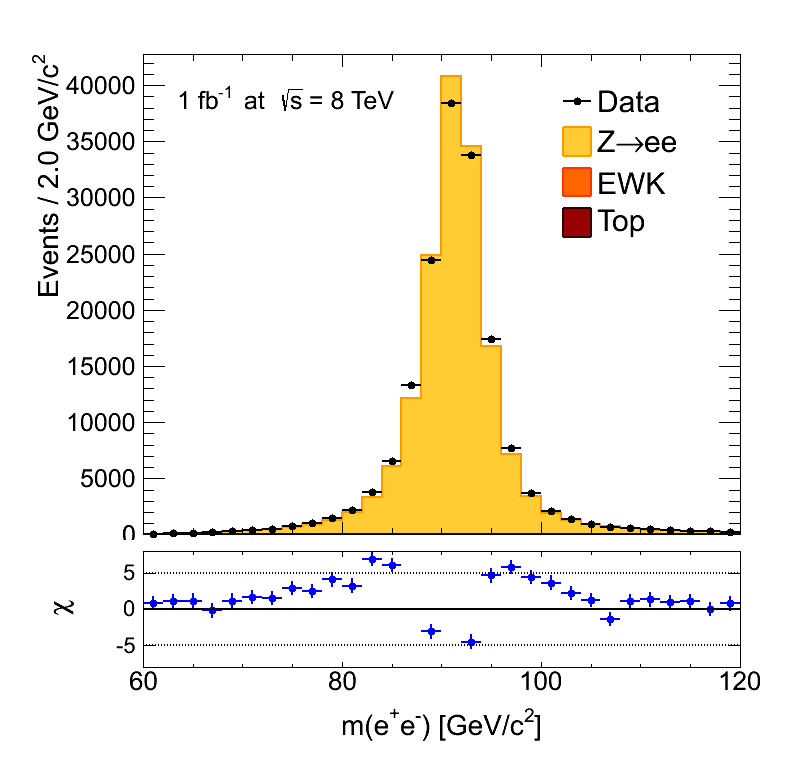 Events / 2.0 GeV/c²
40000
35000
30000
25000
20000
15000
10000
5000
0
1 fb⁻¹ at √s = 8 TeV
Data
Z→ee
EWK
Top
χ
5
0
-5
60
80
100
120
m(e⁺e⁻) [GeV/c²]